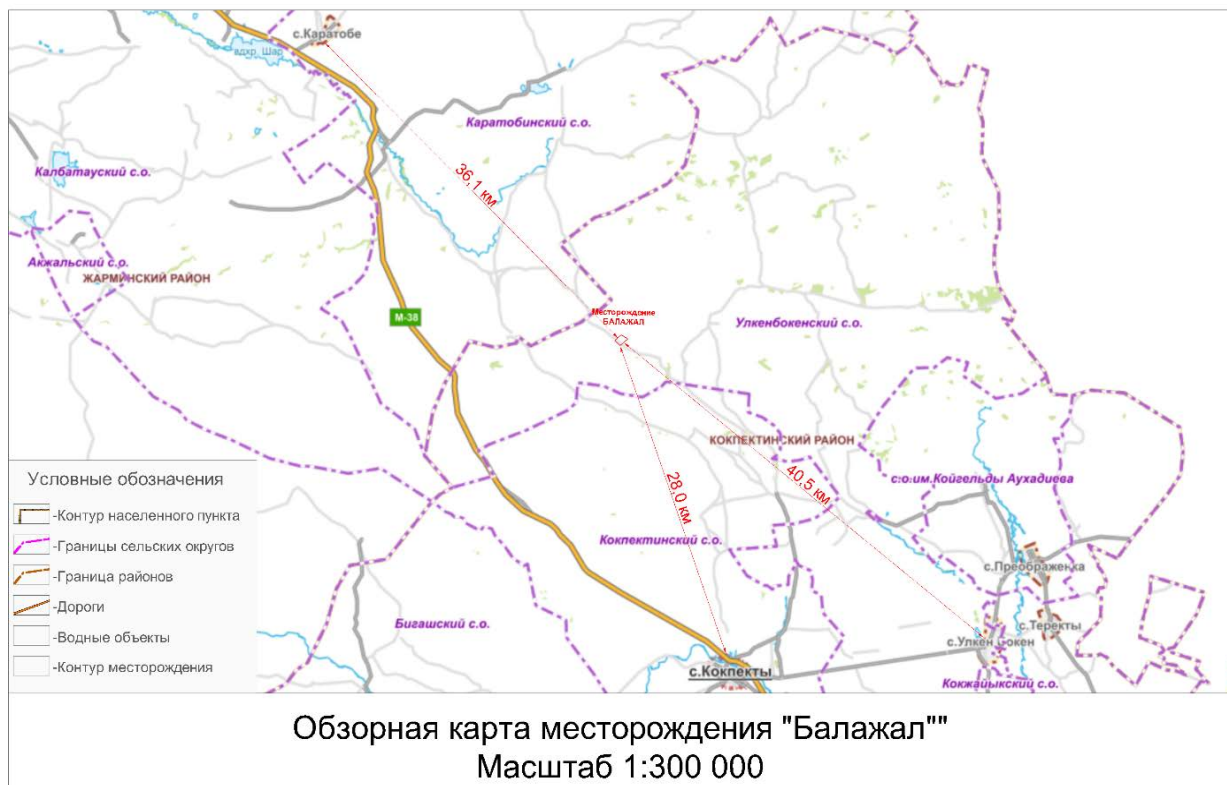 с.Каратобе
вдхр. Шар
Каратобинский с.о.
Калбатауский с.о.
36,1 км
Акжальский с.о.
ЖАРМИНСКИЙ РАЙОН
М-38
Месторождение
БАЛАЖАЛ
Улкенбокенский с.о.
КОКПЕКТИНСКИЙ РАЙОН
28,0 км
40,5 км
с.о.им.Койгельды Аухадиева
Кокпектинский с.о.
с.Преображенка
Бигашский с.о.
с.Теректы
с.Улкен Бокен
с.Кокпекты
Кокжайыкский с.о.
Условные обозначения
-Контур населенного пункта
-Границы сельских округов
-Граница районов
-Дороги
-Водные объекты
-Контур месторождения
Обзорная карта месторождения "Балажал""
Масштаб 1:300 000